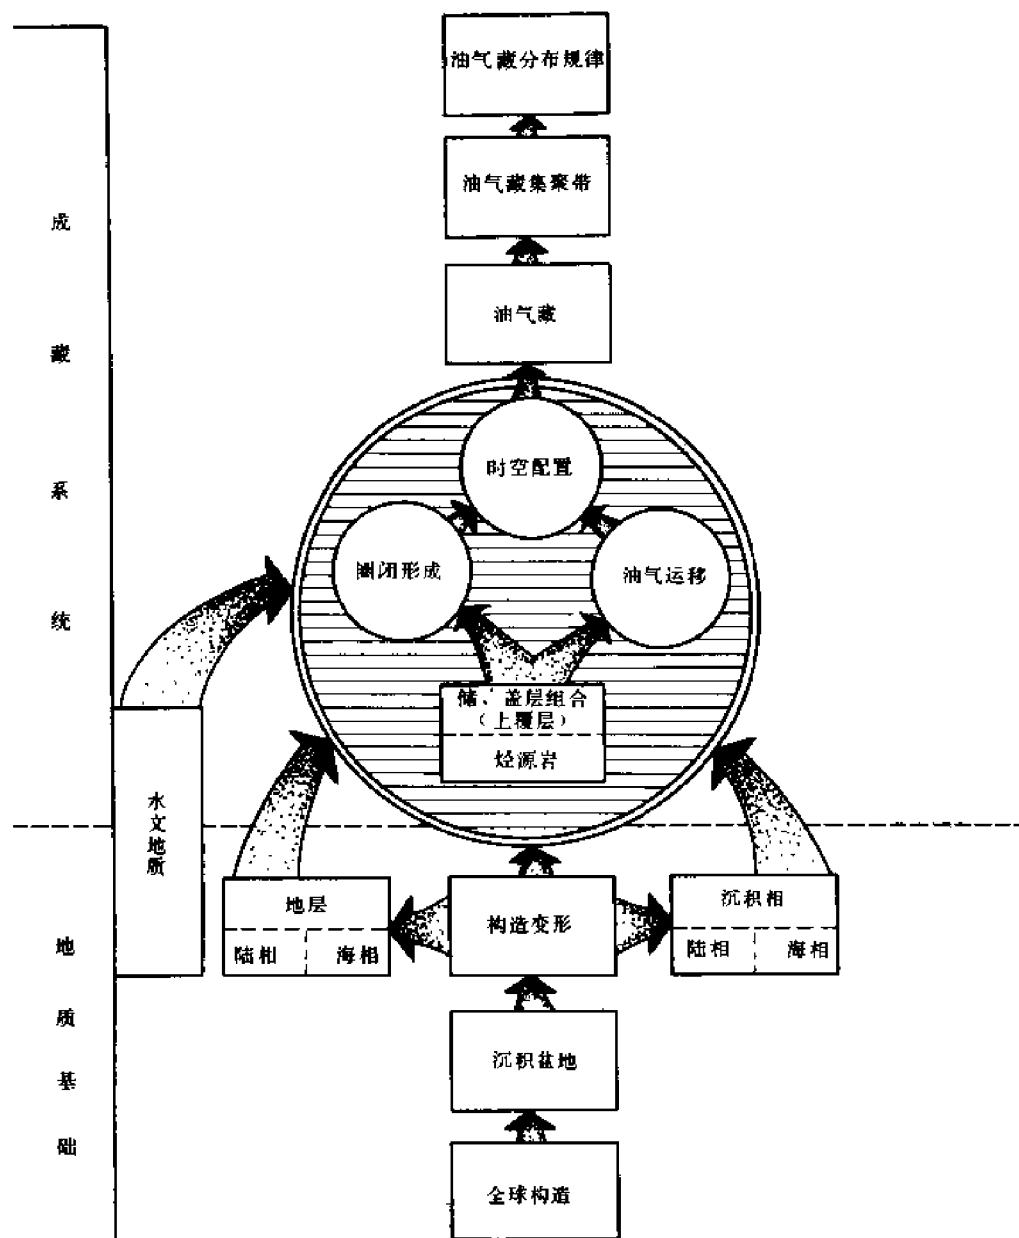 油气藏分布规律
油气藏集聚带
油气藏
时空配置
圈闭形成
油气运移
储、盖层组合
(上覆层)
烃源岩
成藏系统
水文地质
地层
陆相
海相
构造变形
沉积相
陆相
海相
沉积盆地
全球构造
地质基础